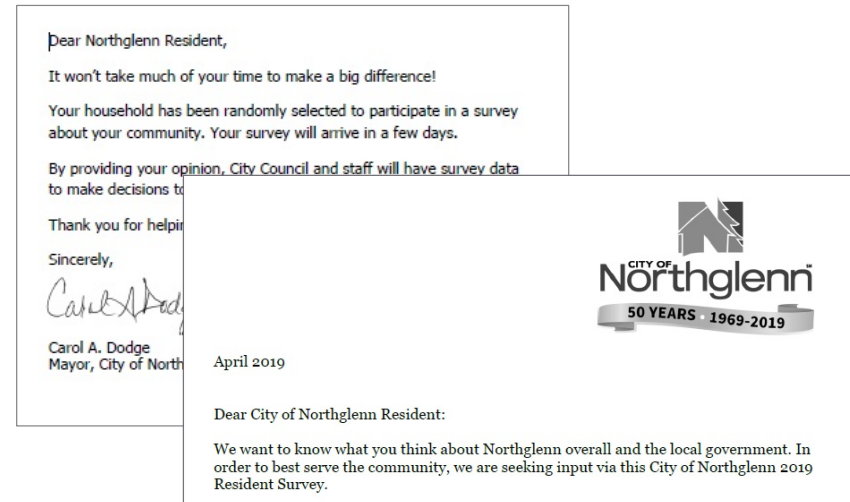 Dear Northglenn Resident,
It won't take much of your time to make a big difference!
Your household has been randomly selected to participate in a survey
about your community. Your survey will arrive in a few days.
By providing your opinion, City Council and staff will have survey data
to make decisions
Thank you for
Sincerely,
Carol A. Dodge
Carol A. Dodge
Mayor, City of
CITY OF
Northglenn
50 YEARS • 1969-2019
April 2019
Dear City of Northglenn Resident:
We want to know what you think about Northglenn overall and the local government. In
order to best serve the community, we are seeking input via this City of Northglenn 2019
Resident Survey.